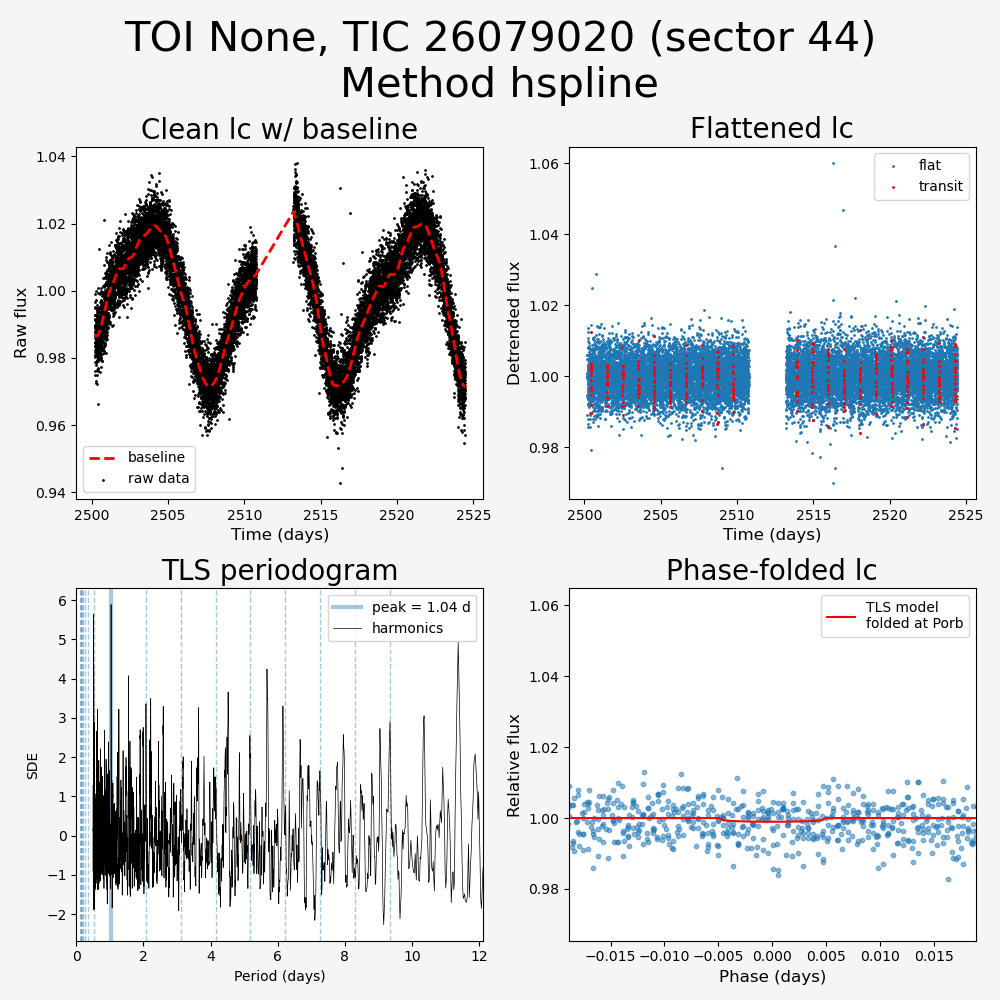 TOI None, TIC 26079020 (sector 44)
Method hspline
Clean lc w/ baseline
1.04
1.02
1.00
0.98
0.96
0.94
Raw flux
baseline
raw data
2500
2505
2510
2515
2520
2525
Time (days)
Flattened lc
flat
transit
1.06
1.04
1.02
1.00
0.98
Detrended flux
2500
2505
2510
2515
2520
2525
Time (days)
TLS periodogram
peak = 1.04 d
harmonics
6
5
4
3
2
1
0
−1
−2
SDE
0
2
4
6
8
10
12
Period (days)
Phase-folded lc
TLS model
folded at Porb
1.06
1.04
1.02
1.00
0.98
Relative flux
−0.015
−0.010
−0.005
0.000
0.005
0.010
0.015
Phase (days)